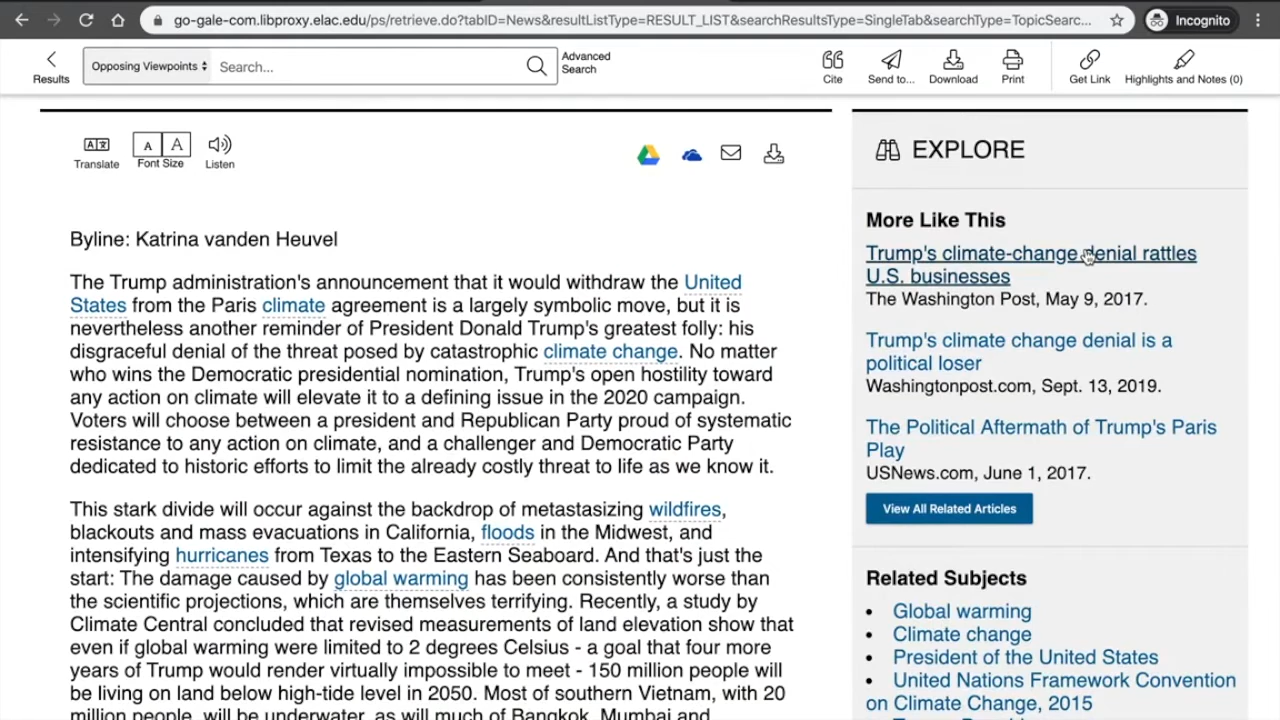 go-gale-com.libproxy.elac.edu/ps/retrieve.do?tabID=News&resultListType=RESULT_LIST&searchResultsType=SingleTab&searchType=TopicSearc...
Incognito
Results
Opposing Viewpoints
Search...
Advanced
Search
Cite
Send to...
Download
Print
Get Link
Highlights and Notes (0)
Translate
A A
Font Size
Listen
Byline: Katrina vanden Heuvel
The Trump administration's announcement that it would withdraw the United
States from the Paris climate agreement is a largely symbolic move, but it is
nevertheless another reminder of President Donald Trump's greatest folly: his
disgraceful denial of the threat posed by catastrophic climate change. No matter
who wins the Democratic presidential nomination, Trump's open hostility toward
any action on climate will elevate it to a defining issue in the 2020 campaign.
Voters will choose between a president and Republican Party proud of systematic
resistance to any action on climate, and a challenger and Democratic Party
dedicated to historic efforts to limit the already costly threat to life as we know it.
This stark divide will occur against the backdrop of metastasizing wildfires,
blackouts and mass evacuations in California, floods in the Midwest, and
intensifying hurricanes from Texas to the Eastern Seaboard. And that's just the
start: The damage caused by global warming has been consistently worse than
the scientific projections, which are themselves terrifying. Recently, a study by
Climate Central concluded that revised measurements of land elevation show that
even if global warming were limited to 2 degrees Celsius - a goal that four more
years of Trump would render virtually impossible to meet - 150 million people will
be living on land below high-tide level in 2050. Most of southern Vietnam, with 20
million people, will be underwater, as will much of Bangkok, Mumbai and
EXPLORE
More Like This
Trump's climate-change denial rattles
U.S. businesses
The Washington Post, May 9, 2017.
Trump's climate change denial is a
political loser
Washingtonpost.com, Sept. 13, 2019.
The Political Aftermath of Trump's Paris
Play
USNews.com, June 1, 2017.
View All Related Articles
Related Subjects
• Global warming
• Climate change
• President of the United States
• United Nations Framework Convention
on Climate Change, 2015